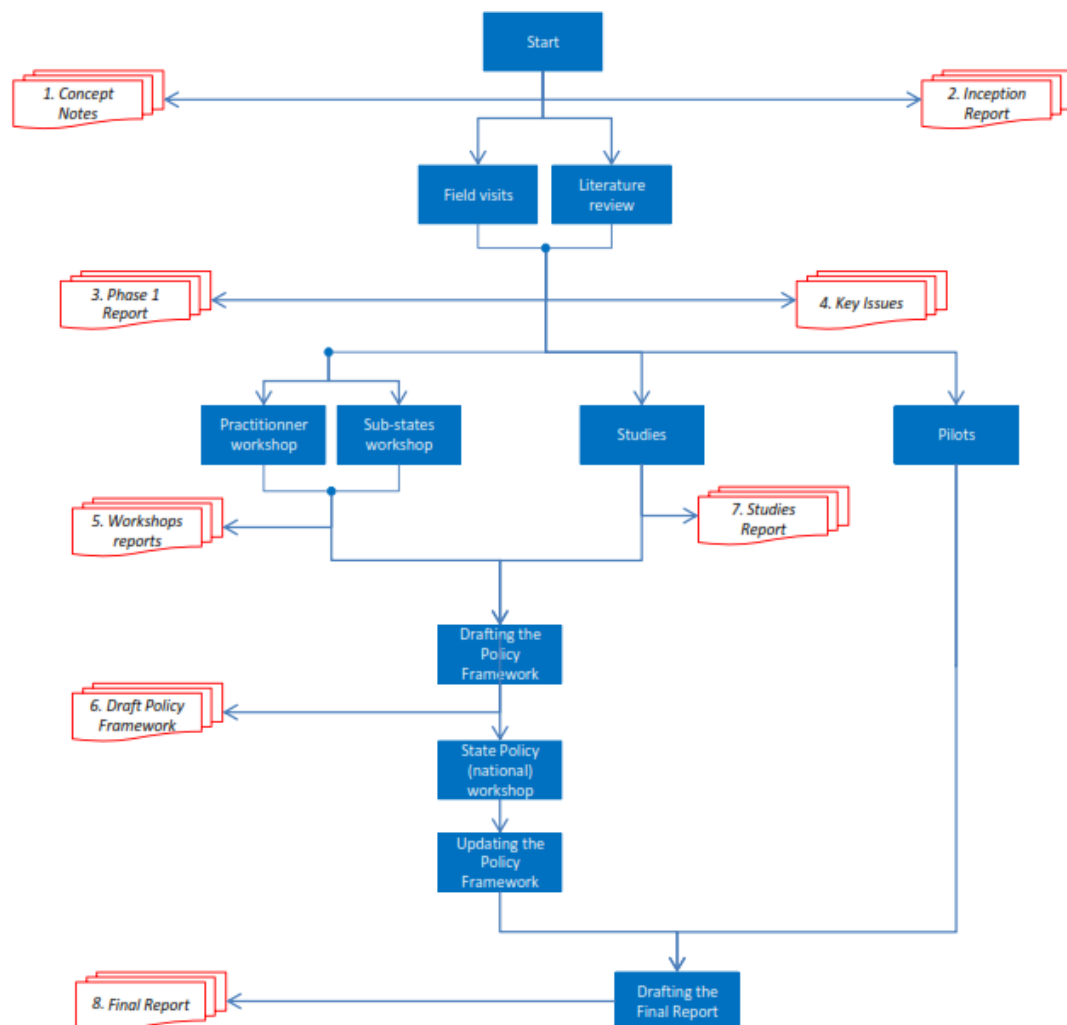 Start
1. Concept
Notes
2. Inception
Report
Field visits
Literature
review
3. Phase 1
Report
4. Key Issues
Practitionner
workshop
Sub-states
workshop
Studies
Pilots
5. Workshops
reports
7. Studies
Report
Drafting the
Policy
Framework
6. Draft Policy
Framework
State Policy
(national)
workshop
Updating the
Policy
Framework
8. Final Report
Drafting the
Final Report